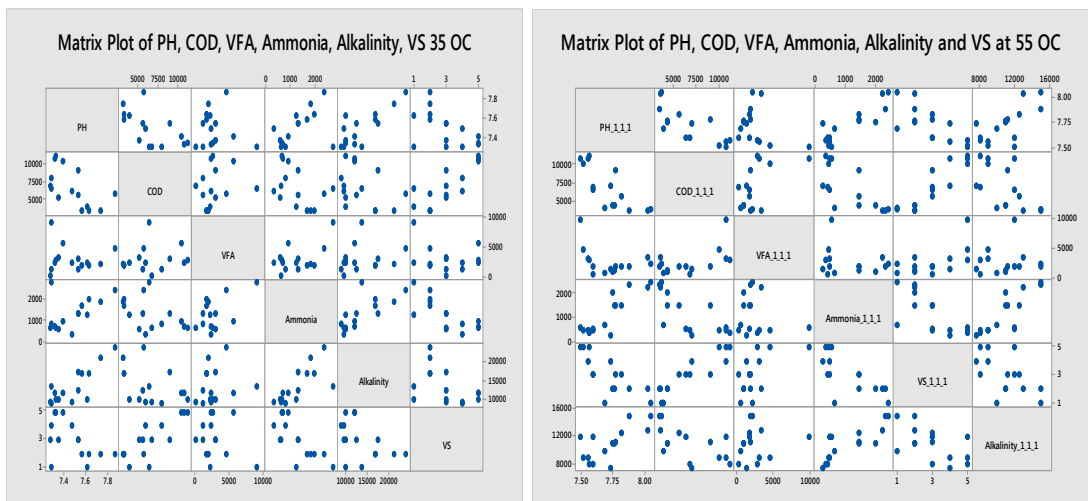 Matrix Plot of PH, COD, VFA, Ammonia, Alkalinity, VS 35 OC
5000 7500 10000
0 1000 2000
1 3 5
PH
7.8
7.6
7.4
10000
7500
5000
COD
VFA
10000
5000
0
2000
1000
0
Ammonia
Alkalinity
20000
15000
10000
5
3
1
VS
7.4 7.6 7.8
0 5000 10000
10000 15000 20000
Matrix Plot of PH, COD, VFA, Ammonia, Alkalinity and VS at 55 OC
5000 7500 10000
0 1000 2000
8000 12000 16000
PH_1_1_1
8.00
7.75
7.50
10000
7500
5000
COD_1_1_1
VFA_1_1_1
10000
5000
0
2000
1000
0
Ammonia_1_1_1
VS_1_1_1
5
3
1
16000
12000
8000
Alkalinity_1_1_1
7.50 7.75 8.00
0 5000 10000
1 3 5